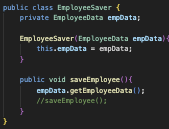 public class EmployeeSaver {
private EmployeeData empData;
EmployeeSaver(EmployeeData empData){
this.empData = empData;
}
public void saveEmployee(){
empData.getEmployeeData();
//saveEmployee();
}
}